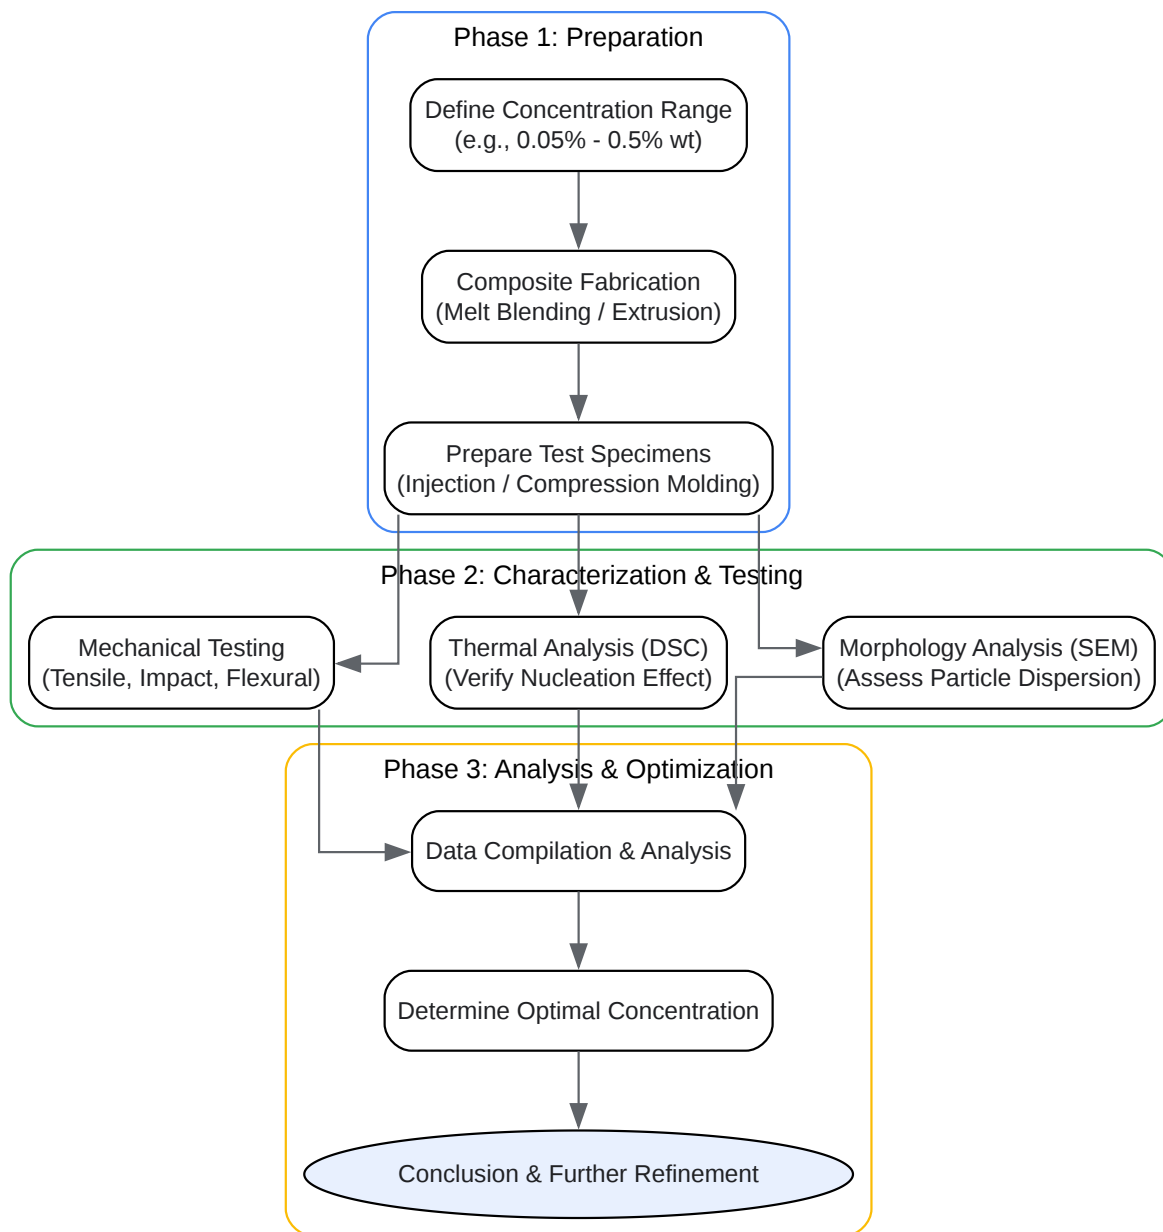 Phase 1: Preparation
Define Concentration Range
(e.g., 0.05% - 0.5% wt)
Composite Fabrication
(Melt Blending / Extrusion)
Prepare Test Specimens
(Injection / Compression Molding)
Phase 2: Characterization & Testing
Mechanical Testing
(Tensile, Impact, Flexural)
Thermal Analysis (DSC)
(Verify Nucleation Effect)
Morphology Analysis (SEM)
(Assess Particle Dispersion)
Phase 3: Analysis & Optimization
Data Compilation & Analysis
Determine Optimal Concentration
Conclusion & Further Refinement